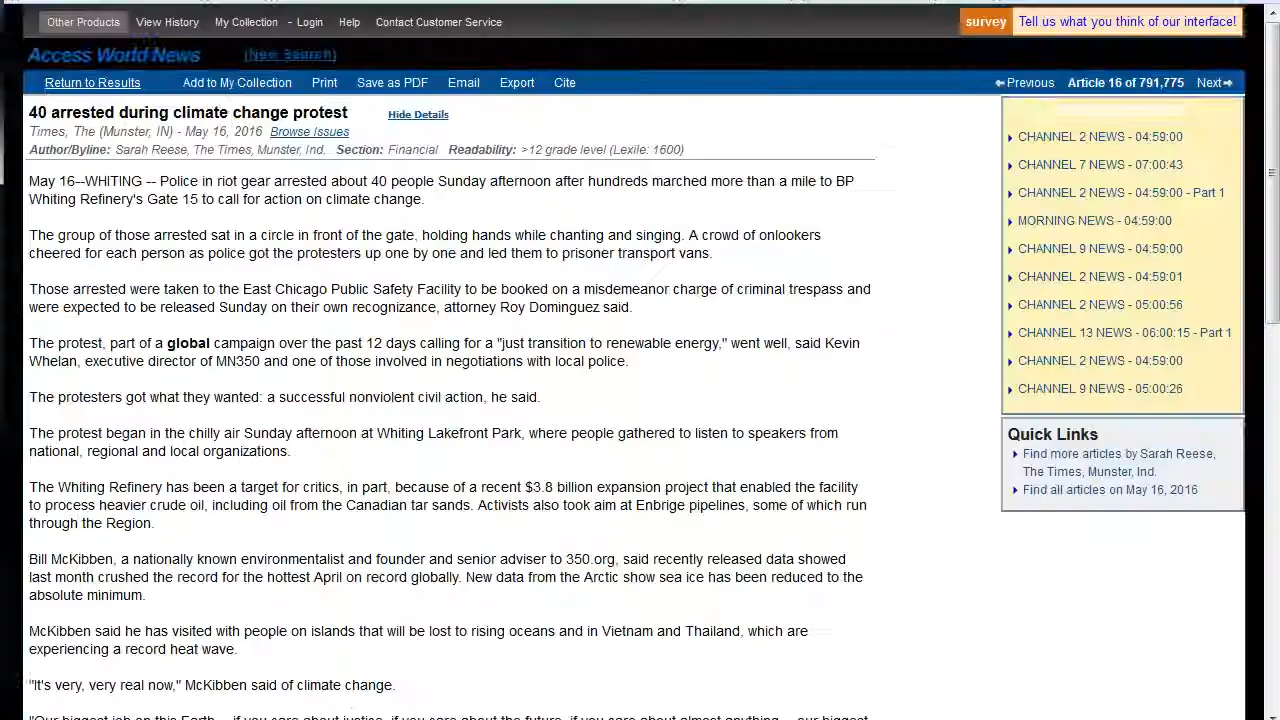 Other Products View History My Collection - Login Help Contact Customer Service survey Tell us what you think of our interface!
Access World News (New Search)
Return to Results Add to My Collection Print Save as PDF Email Export Cite Previous Article 16 of 791,775 Next
40 arrested during climate change protest Hide Details
Times, The (Munster, IN) - May 16, 2016 Browse Issues
Author/Byline: Sarah Reese, The Times, Munster, Ind. Section: Financial Readability: >12 grade level (Lexile: 1600)
May 16--WHITING -- Police in riot gear arrested about 40 people Sunday afternoon after hundreds marched more than a mile to BP
Whiting Refinery's Gate 15 to call for action on climate change.
The group of those arrested sat in a circle in front of the gate, holding hands while chanting and singing. A crowd of onlookers
cheered for each person as police got the protesters up one by one and led them to prisoner transport vans.
Those arrested were taken to the East Chicago Public Safety Facility to be booked on a misdemeanor charge of criminal trespass and
were expected to be released Sunday on their own recognizance, attorney Roy Dominguez said.
The protest, part of a global campaign over the past 12 days calling for a "just transition to renewable energy," went well, said Kevin
Whelan, executive director of MN350 and one of those involved in negotiations with local police.
The protesters got what they wanted: a successful nonviolent civil action, he said.
The protest began in the chilly air Sunday afternoon at Whiting Lakefront Park, where people gathered to listen to speakers from
national, regional and local organizations.
The Whiting Refinery has been a target for critics, in part, because of a recent $3.8 billion expansion project that enabled the facility
to process heavier crude oil, including oil from the Canadian tar sands. Activists also took aim at Enbrige pipelines, some of which run
through the Region.
Bill McKibben, a nationally known environmentalist and founder and senior adviser to 350.org, said recently released data showed
last month crushed the record for the hottest April on record globally. New data from the Arctic show sea ice has been reduced to the
absolute minimum.
McKibben said he has visited with people on islands that will be lost to rising oceans and in Vietnam and Thailand, which are
experiencing a record heat wave.
"It's very, very real now," McKibben said of climate change.
"Our biggest job on this Earth -- if you care about justice, if you care about the future, if you care about almost anything -- our biggest
CHANNEL 2 NEWS - 04:59:00
CHANNEL 7 NEWS - 07:00:43
CHANNEL 2 NEWS - 04:59:00 - Part 1
MORNING NEWS - 04:59:00
CHANNEL 9 NEWS - 04:59:00
CHANNEL 2 NEWS - 04:59:01
CHANNEL 2 NEWS - 05:00:56
CHANNEL 13 NEWS - 06:00:15 - Part 1
CHANNEL 2 NEWS - 04:59:00
CHANNEL 9 NEWS - 05:00:26
Quick Links
Find more articles by Sarah Reese,
The Times, Munster, Ind.
Find all articles on May 16, 2016